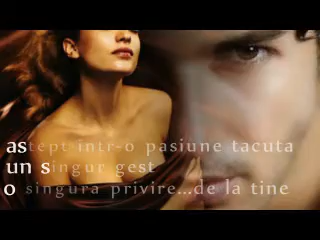 astept-intr-o pasiune tacuta
un singur gest
o singura privire...de la tine